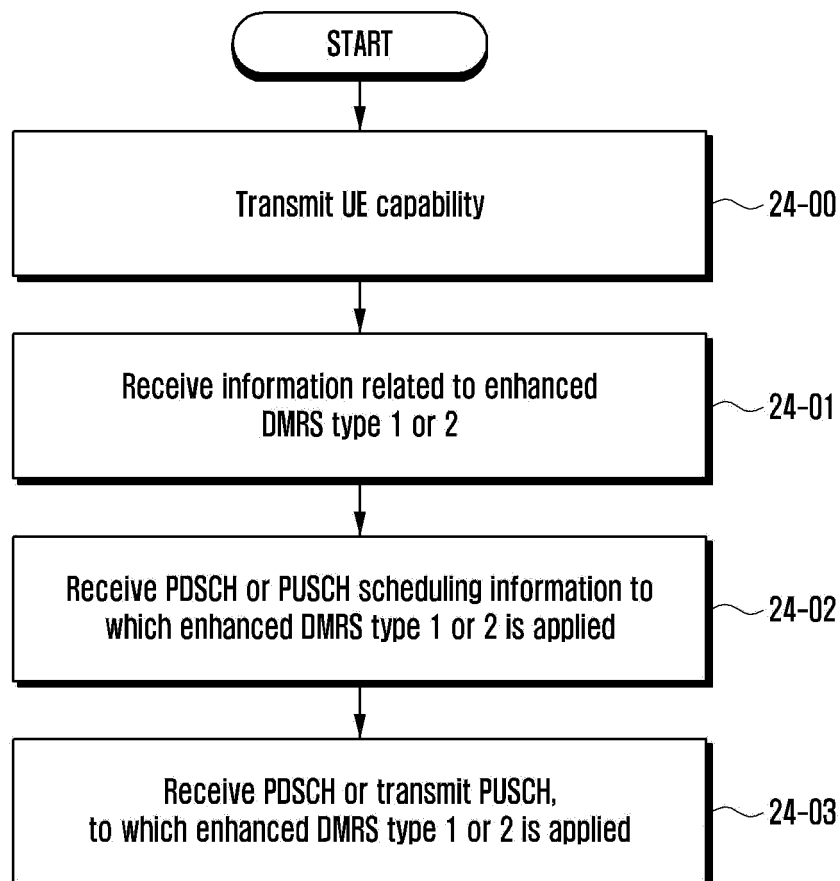 START
Transmit UE capability
24-00
Receive information related to enhanced
DMRS type 1 or 2
24-01
Receive PDSCH or PUSCH scheduling information to
which enhanced DMRS type 1 or 2 is applied
24-02
Receive PDSCH or transmit PUSCH,
to which enhanced DMRS type 1 or 2 is applied
24-03